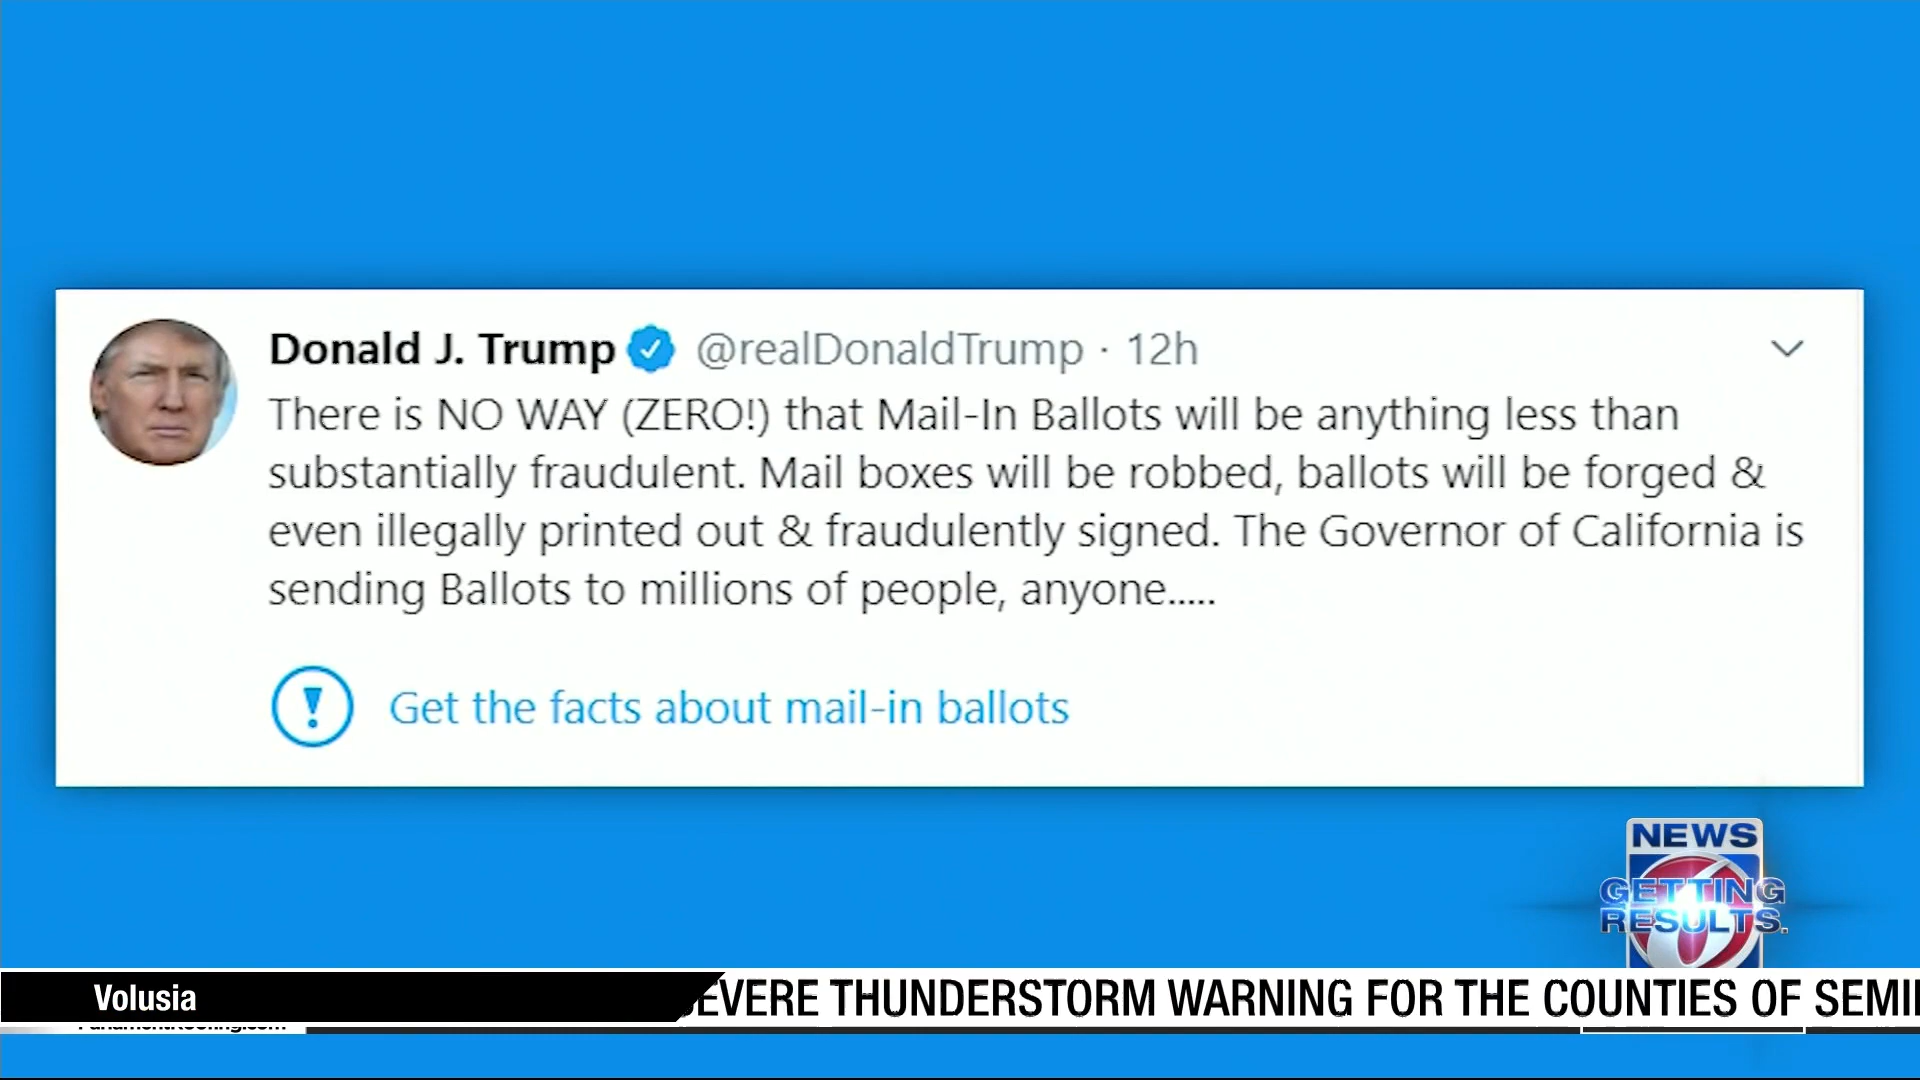 Donald J. Trump @realDonaldTrump · 12h
There is NO WAY (ZERO!) that Mail-In Ballots will be anything less than
substantially fraudulent. Mail boxes will be robbed, ballots will be forged &
even illegally printed out & fraudulently signed. The Governor of California is
sending Ballots to millions of people, anyone.....
Get the facts about mail-in ballots
NEWS
6
GETTING
RESULTS.
Volusia
SEVERE THUNDERSTORM WARNING FOR THE COUNTIES OF SEMI